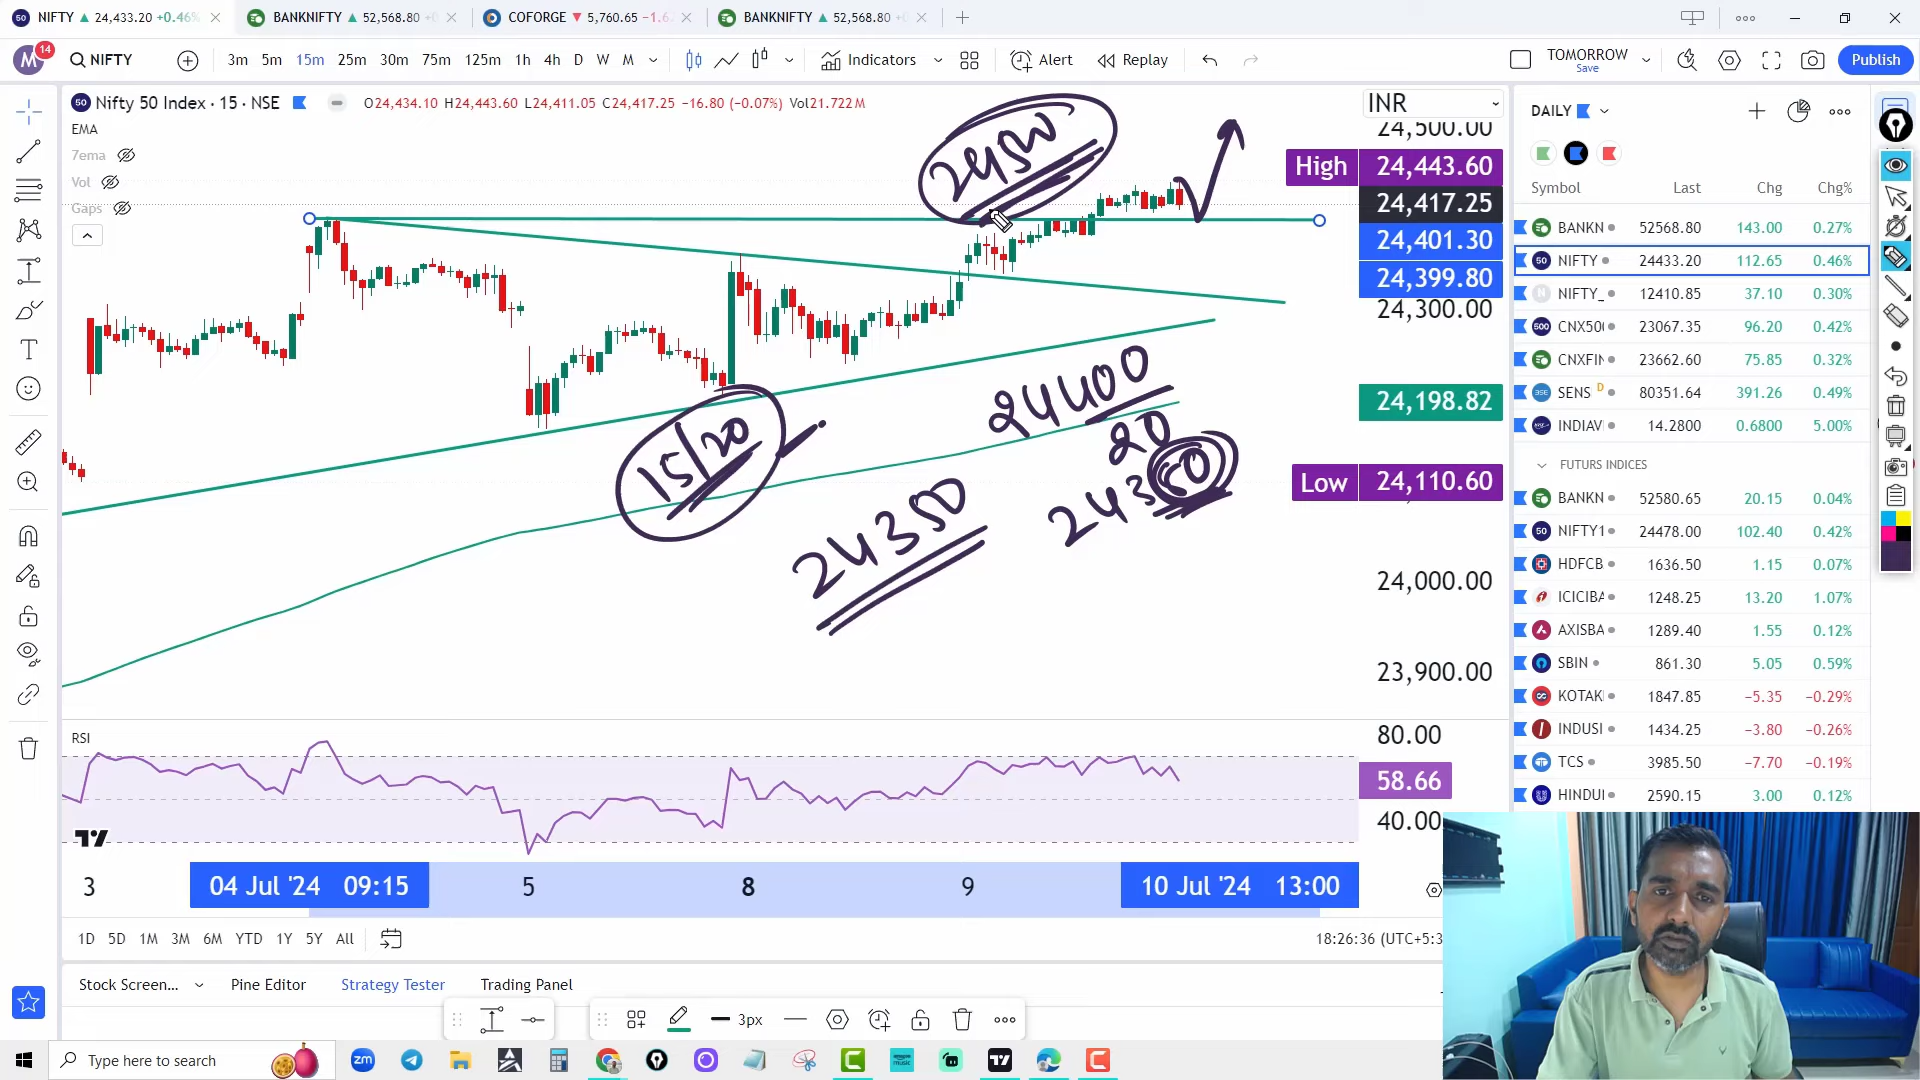 NIFTY ▲ 24,433.20 +0.46%
BANKNIFTY ▲ 52,568.80
COFORGE ▼ 5,760.65 −1.6
BANKNIFTY ▲ 52,568.80
M 14
NIFTY
3m 5m 15m 25m 30m 75m 125m 1h 4h D W M
Indicators
Alert
Replay
TOMORROW
Save
Publish
Nifty 50 Index · 15 · NSE
O24,434.10 H24,443.60 L24,411.05 C24,417.25 −16.80 (−0.07%) Vol21.722 M
INR
EMA
7ema
Vol
Gaps
24500
15/20
24350
24400
20
24350
24,500.00
High 24,443.60
24,417.25
24,401.30
24,399.80
24,300.00
24,198.82
Low 24,110.60
24,000.00
23,900.00
RSI
80.00
58.66
40.00
3
04 Jul '24 09:15
5
8
9
10 Jul '24 13:00
1D 5D 1M 3M 6M YTD 1Y 5Y All
18:26:36 (UTC+5:3
Stock Screen...
Pine Editor
Strategy Tester
Trading Panel
3px
DAILY
Symbol Last Chg Chg%
BANKN 52568.80 143.00 0.27%
50 NIFTY 24433.20 112.65 0.46%
NIFTY_ 12410.85 37.10 0.30%
500 CNX50 23067.35 96.20 0.42%
CNXFIN 23662.60 75.85 0.32%
SENS D 80351.64 391.26 0.49%
INDIAV 14.2800 0.6800 5.00%
FUTURS INDICES
BANKN 52580.65 20.15 0.04%
50 NIFTY1 24478.00 102.40 0.42%
HDFCB 1636.50 1.15 0.07%
ICICIBA 1248.25 13.20 1.07%
AXISBA 1289.40 1.55 0.12%
SBIN 861.30 5.05 0.59%
KOTAK 1847.85 −5.35 −0.29%
INDUSI 1434.25 −3.80 −0.26%
TCS 3985.50 −7.70 −0.19%
HINDUI 2590.15 3.00 0.12%
Type here to search
zm